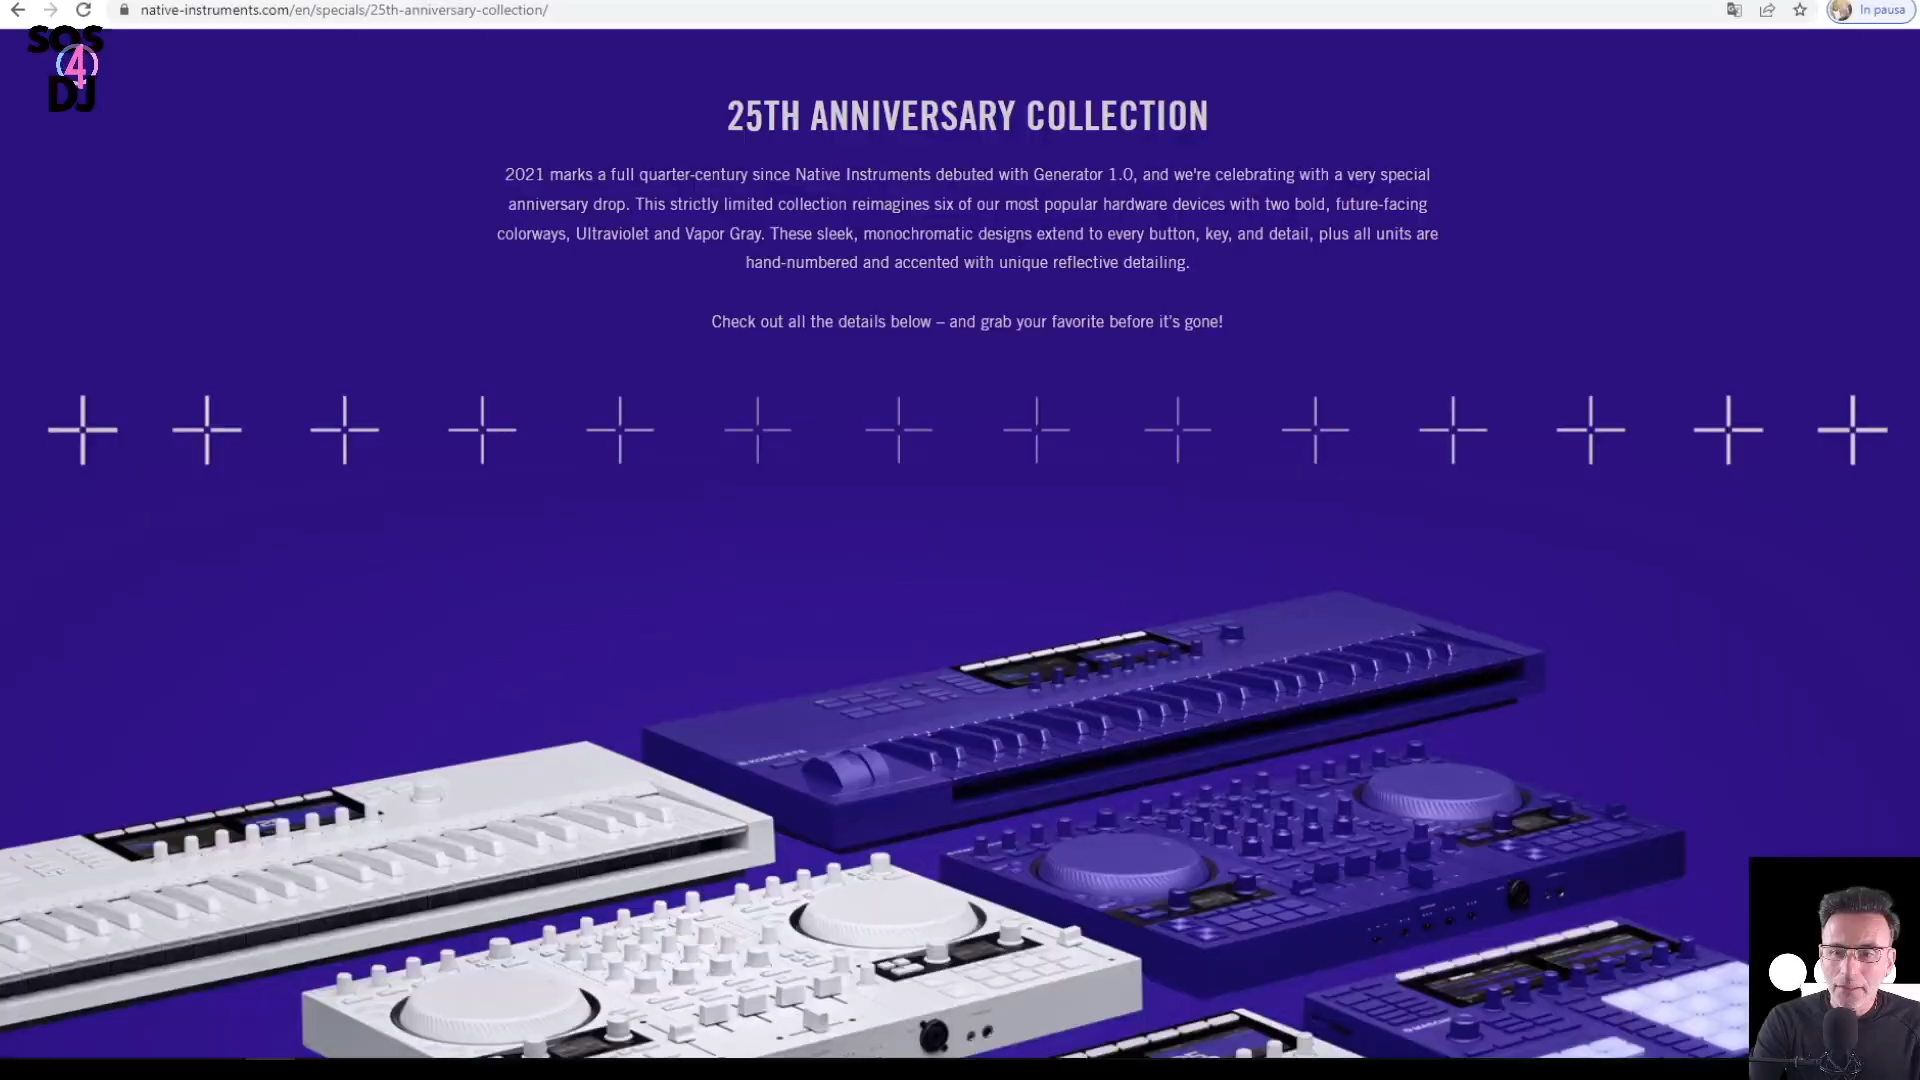 native-instruments.com/en/specials/25th-anniversary-collection/
In pausa
SOS
4
DJ
25TH ANNIVERSARY COLLECTION
2021 marks a full quarter-century since Native Instruments debuted with Generator 1.0, and we're celebrating with a very special
anniversary drop. This strictly limited collection reimagines six of our most popular hardware devices with two bold, future-facing
colorways, Ultraviolet and Vapor Gray. These sleek, monochromatic designs extend to every button, key, and detail, plus all units are
hand-numbered and accented with unique reflective detailing.
Check out all the details below – and grab your favorite before it's gone!